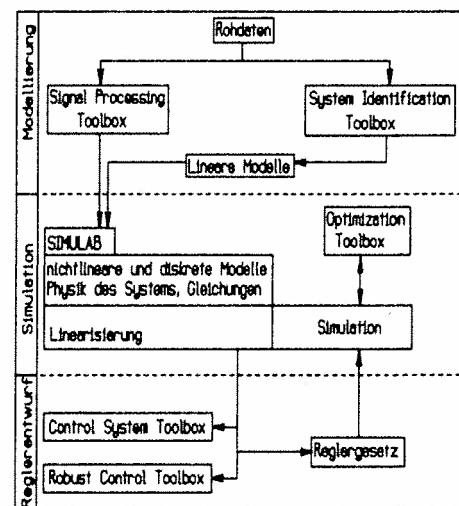 Modellierung
Rohdaten
Signal Processing
Toolbox
System Identification
Toolbox
Lineare Modelle
Simulation
SIMULAB
nichtlineare und diskrete Modelle
Physik des Systems, Gleichungen
Linearisierung
Optimization
Toolbox
Simulation
Reglerentwurf
Control System Toolbox
Robust Control Toolbox
Reglergesetz